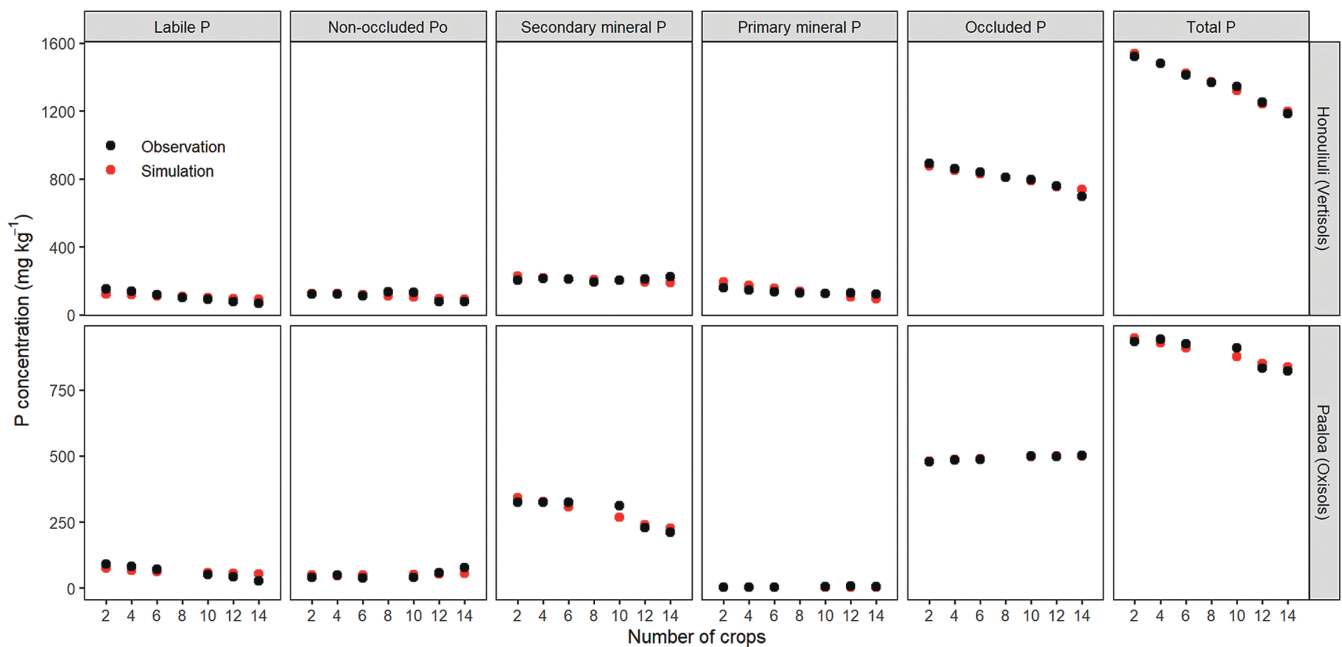 Labile P
Non-occluded Po
Secondary mineral P
Primary mineral P
Occluded P
Total P
1600
1200
800
400
0
Observation
Simulation
Honouliuli (Vertisols)
P concentration (mg kg⁻¹)
750
500
250
0
Paaloa (Oxisols)
2 4 6 8 10 12 14 2 4 6 8 10 12 14 2 4 6 8 10 12 14 2 4 6 8 10 12 14 2 4 6 8 10 12 14 2 4 6 8 10 12 14
Number of crops